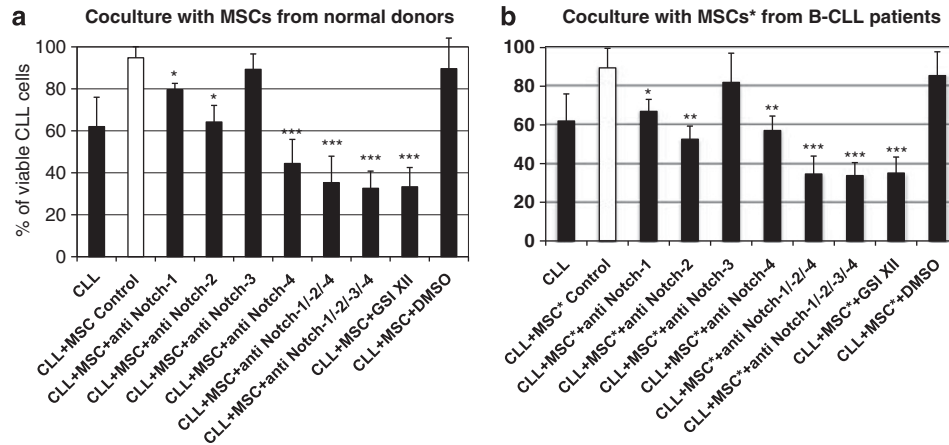 a
Coculture with MSCs from normal donors
% of viable CLL cells
100
80
60
40
20
0
*
*
***
***
***
***
CLL
CLL+MSC Control
CLL+MSC+anti Notch-1
CLL+MSC+anti Notch-2
CLL+MSC+anti Notch-3
CLL+MSC+anti Notch-4
CLL+MSC+anti Notch-1/-2/-4
CLL+MSC+anti Notch-1/-2/-3/-4
CLL+MSC+GSI XII
CLL+MSC+DMSO
b
Coculture with MSCs* from B-CLL patients
100
80
60
40
20
0
*
**
**
***
***
***
CLL
CLL+MSC* Control
CLL+MSC*+anti Notch-1
CLL+MSC*+anti Notch-2
CLL+MSC*+anti Notch-3
CLL+MSC*+anti Notch-4
CLL+MSC*+anti Notch-1/-2/-4
CLL+MSC*+anti Notch-1/-2/-3/-4
CLL+MSC*+GSI XII
CLL+MSC*+DMSO